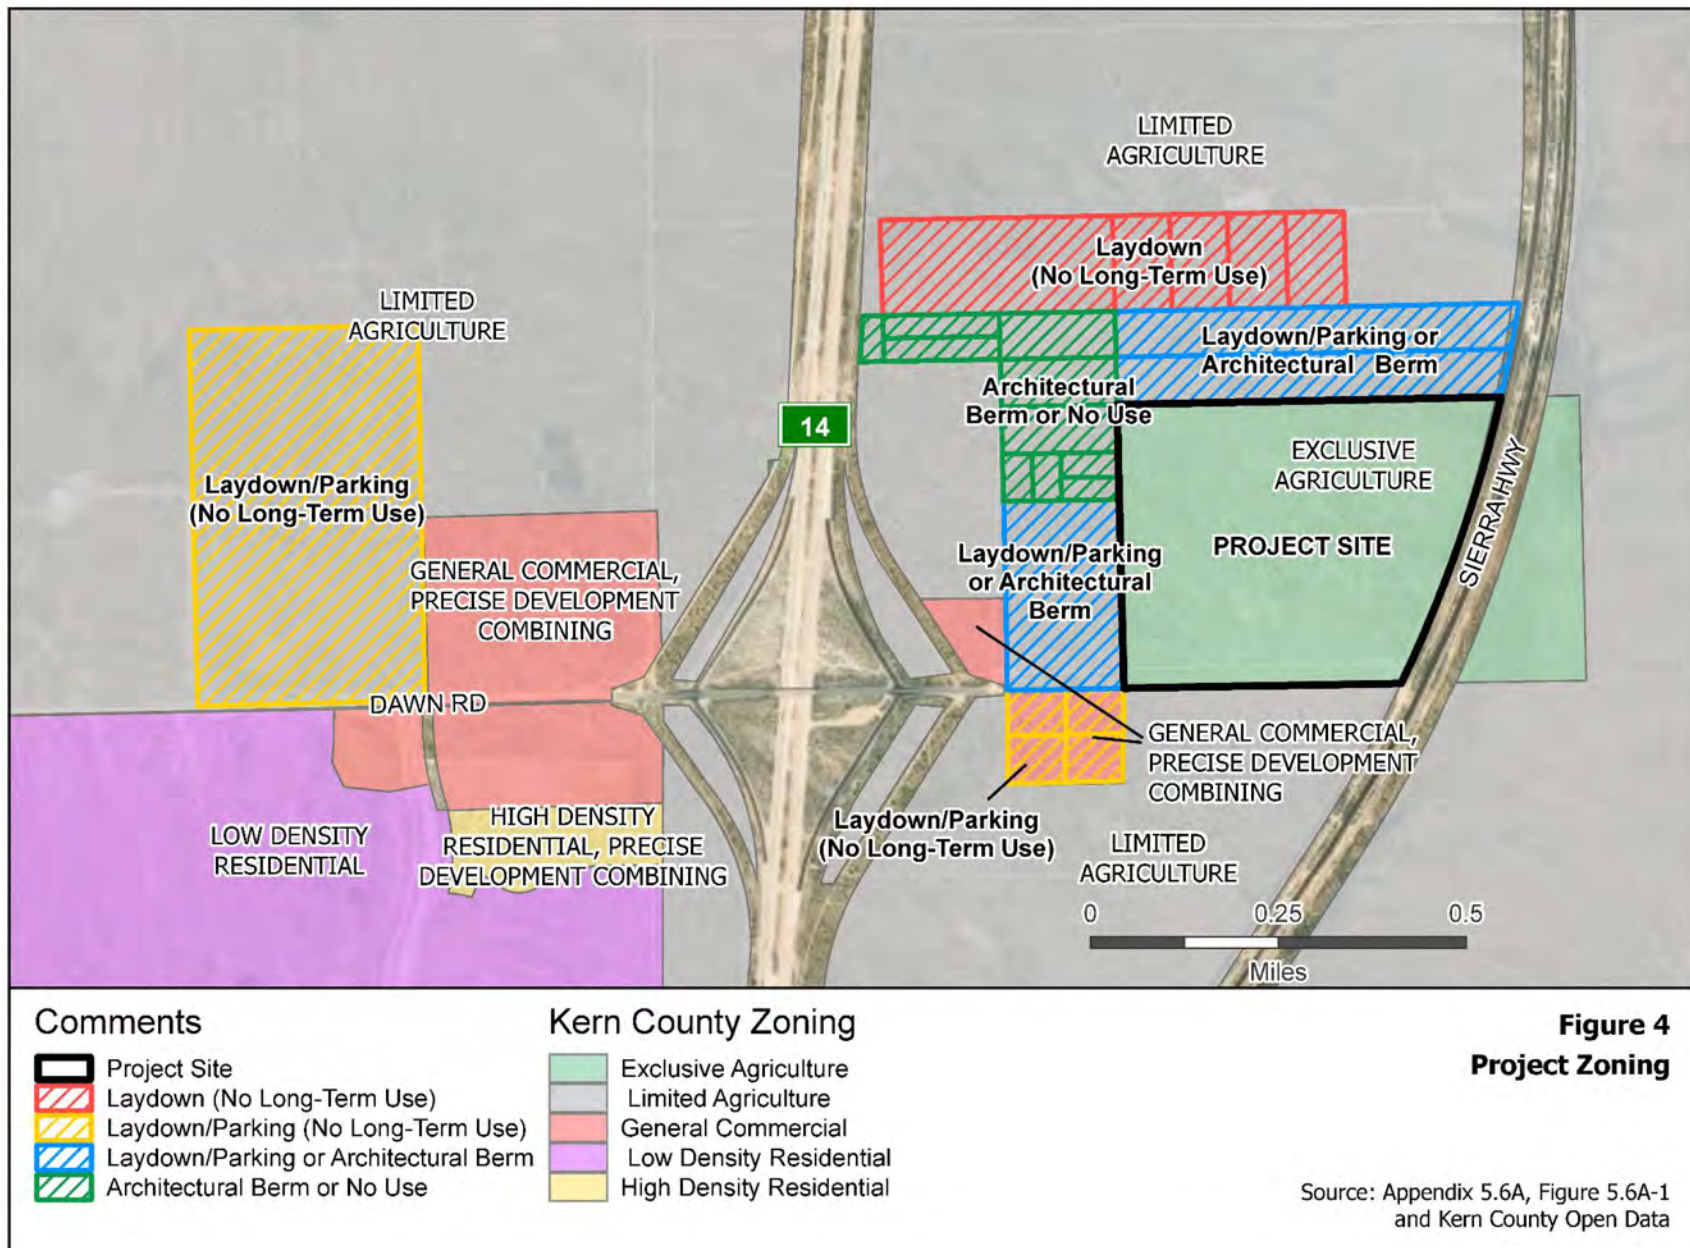 LIMITED
AGRICULTURE
Laydown
(No Long-Term Use)
LIMITED
AGRICULTURE
Laydown/Parking or
Architectural Berm
Architectural
Berm or No Use
14
EXCLUSIVE
AGRICULTURE
Laydown/Parking
(No Long-Term Use)
SIERRA HWY
PROJECT SITE
Laydown/Parking
or Architectural
Berm
GENERAL COMMERCIAL,
PRECISE DEVELOPMENT
COMBINING
DAWN RD
GENERAL COMMERCIAL,
PRECISE DEVELOPMENT
COMBINING
LOW DENSITY
RESIDENTIAL
HIGH DENSITY
RESIDENTIAL, PRECISE
DEVELOPMENT COMBINING
Laydown/Parking
(No Long-Term Use)
LIMITED
AGRICULTURE
0 0.25 0.5
Miles
Comments
Project Site
Laydown (No Long-Term Use)
Laydown/Parking (No Long-Term Use)
Laydown/Parking or Architectural Berm
Architectural Berm or No Use
Kern County Zoning
Exclusive Agriculture
Limited Agriculture
General Commercial
Low Density Residential
High Density Residential
Figure 4
Project Zoning
Source: Appendix 5.6A, Figure 5.6A-1
and Kern County Open Data